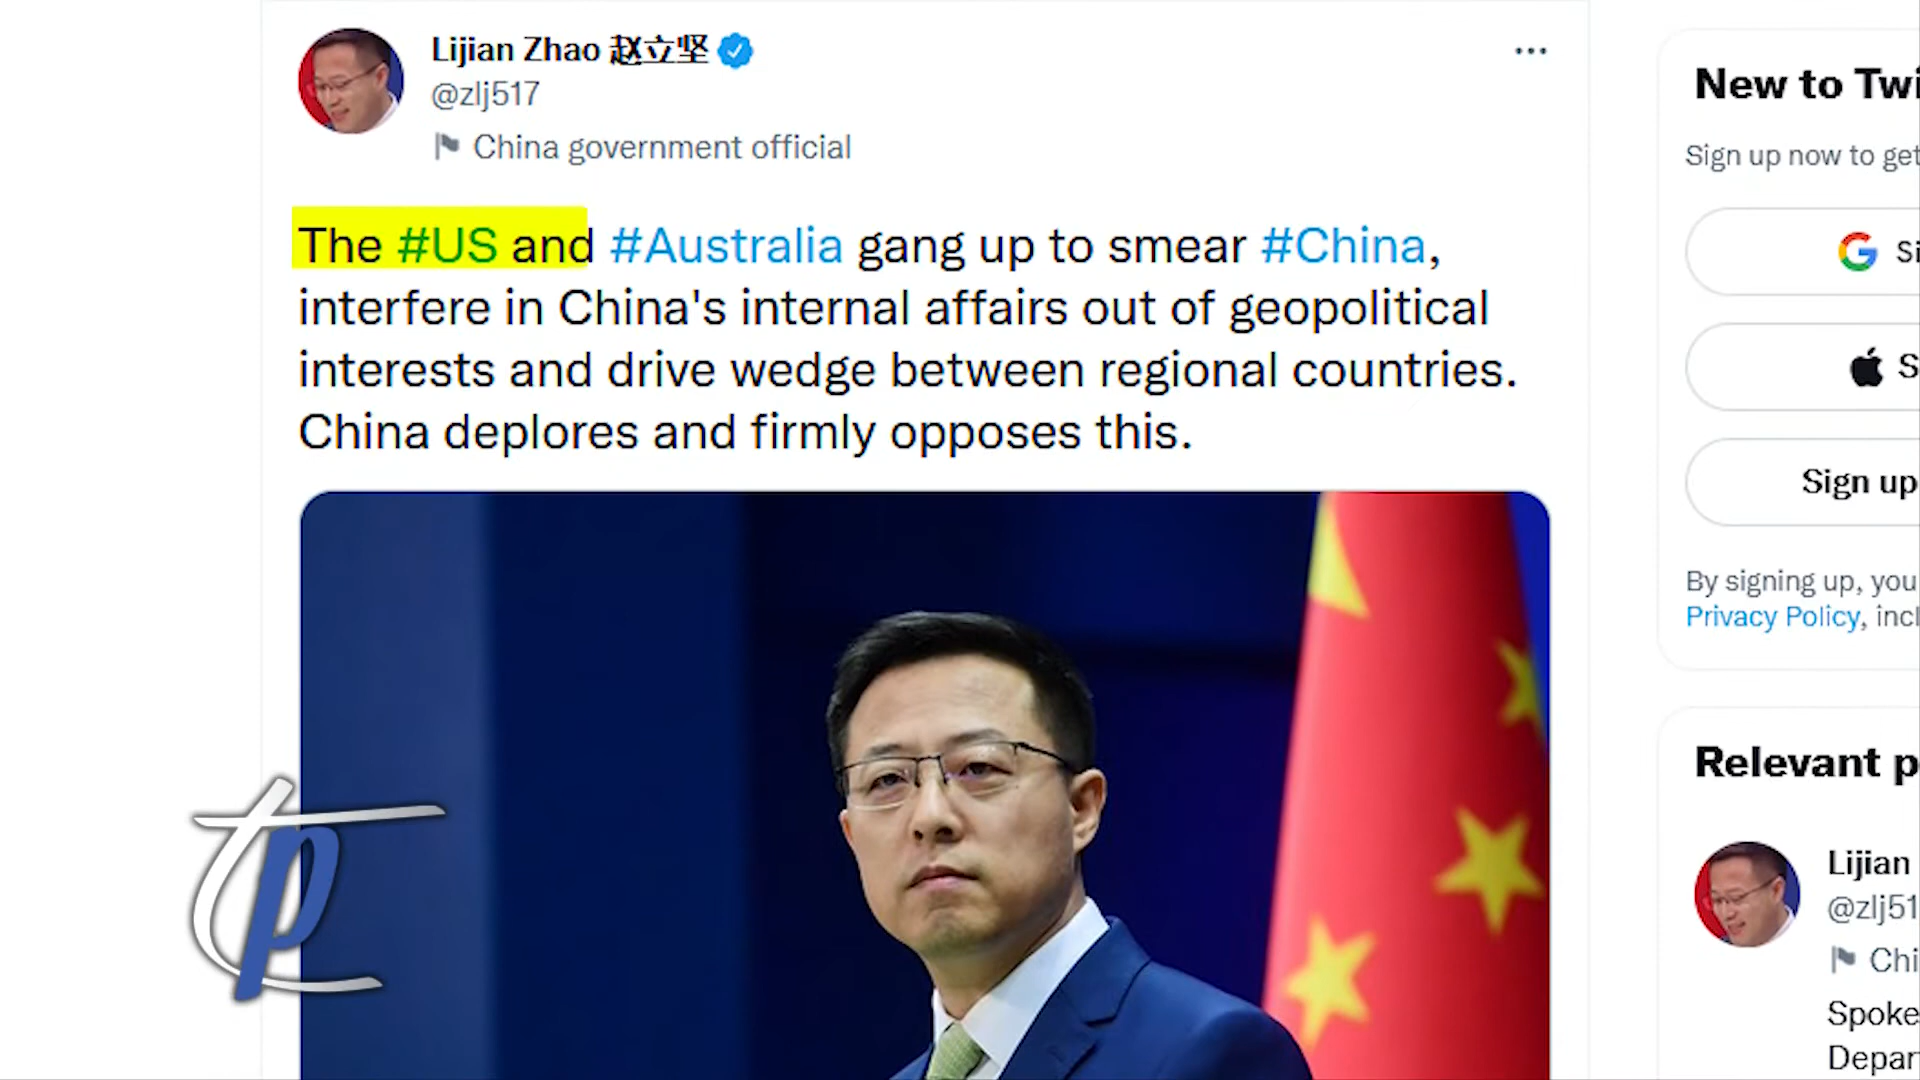 Lijian Zhao 赵立坚
@zlj517
China government official
The #US and #Australia gang up to smear #China,
interfere in China's internal affairs out of geopolitical
interests and drive wedge between regional countries.
China deplores and firmly opposes this.
tp
New to Twi
Sign up now to get
Si
S
Sign up
By signing up, you
Privacy Policy, incl
Relevant p
Lijian
@zlj51
Chi
Spoke
Depar